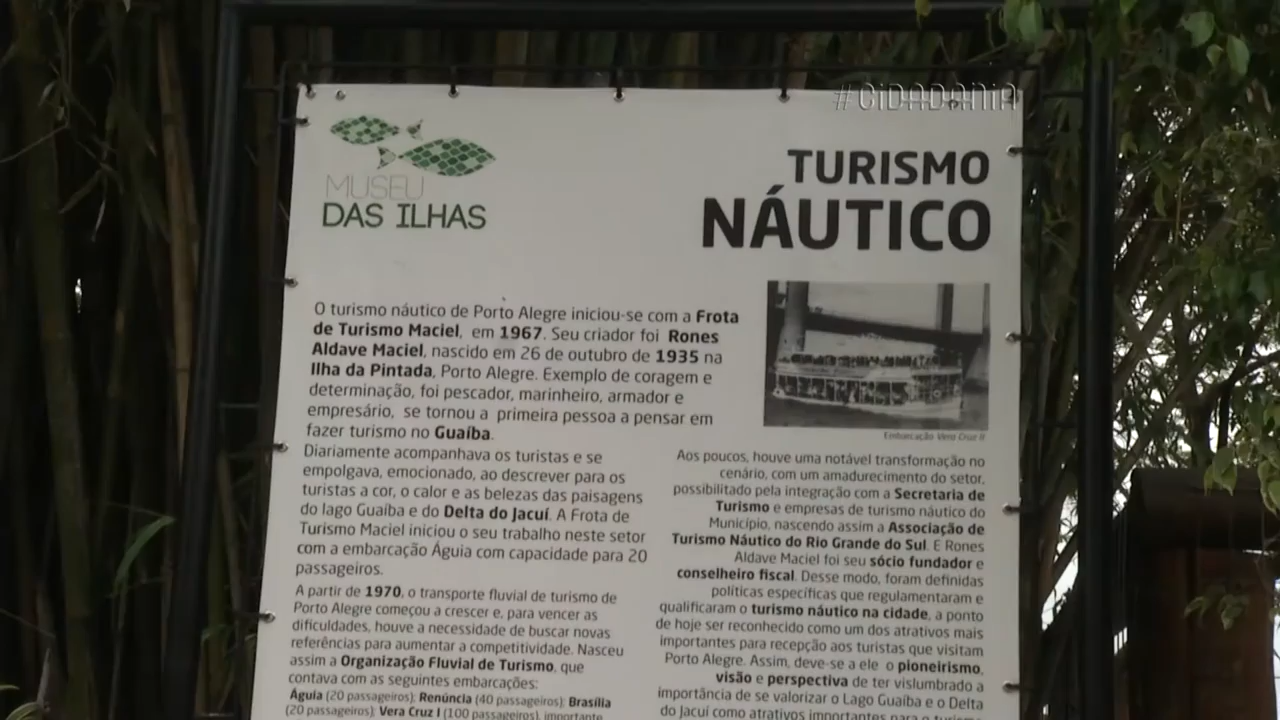 #CIDADANIA
MUSEU
DAS ILHAS
TURISMO
NÁUTICO
O turismo náutico de Porto Alegre iniciou-se com a Frota
de Turismo Maciel, em 1967. Seu criador foi Rones
Aldave Maciel, nascido em 26 de outubro de 1935 na
Ilha da Pintada, Porto Alegre. Exemplo de coragem e
determinação, foi pescador, marinheiro, armador e
empresário, se tornou a primeira pessoa a pensar em
fazer turismo no Guaíba.
Diariamente acompanhava os turistas e se
empolgava, emocionado, ao descrever para os
turistas a cor, o calor e as belezas das paisagens
do lago Guaíba e do Delta do Jacuí. A Frota de
Turismo Maciel iniciou o seu trabalho neste setor
com a embarcação Águia com capacidade para 20
passageiros.
A partir de 1970, o transporte fluvial de turismo de
Porto Alegre começou a crescer e, para vencer as
dificuldades, houve a necessidade de buscar novas
referências para aumentar a competitividade. Nasceu
assim a Organização Fluvial de Turismo, que
contava com as seguintes embarcações:
Águia (20 passageiros); Renúncia (40 passageiros); Brasília
(20 passageiros); Vera Cruz I (100 passageiros), importante
Embarcação Vera Cruz II
Aos poucos, houve uma notável transformação no
cenário, com um amadurecimento do setor,
possibilitado pela integração com a Secretaria de
Turismo e empresas de turismo náutico do
Município, nascendo assim a Associação de
Turismo Náutico do Rio Grande do Sul. E Rones
Aldave Maciel foi seu sócio fundador e
conselheiro fiscal. Desse modo, foram definidas
políticas específicas que regulamentaram e
qualificaram o turismo náutico na cidade, a ponto
de hoje ser reconhecido como um dos atrativos mais
importantes para recepção aos turistas que visitam
Porto Alegre. Assim, deve-se a ele o pioneirismo,
visão e perspectiva de ter vislumbrado a
importância de se valorizar o Lago Guaíba e o Delta
do Jacuí como atrativos importantes para o turismo